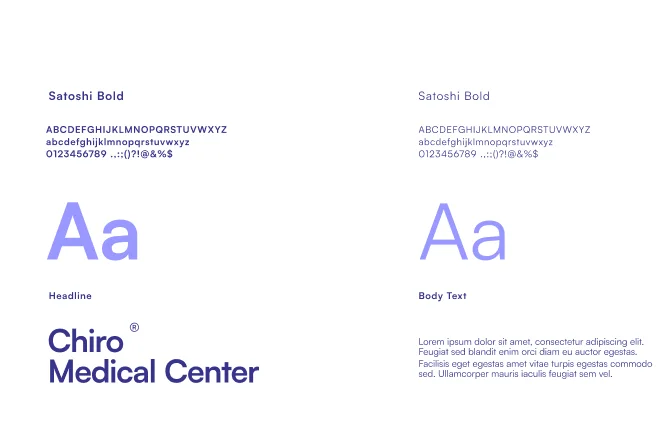 Satoshi Bold
ABCDEFGHIJKLMNOPQRSTUVWXYZ
abcdefghijklmnopqrstuvwxyz
0123456789 .,:;()?!@&%$
Aa
Headline
Chiro ®
Medical Center
Satoshi Bold
ABCDEFGHIJKLMNOPQRSTUVWXYZ
abcdefghijklmnopqrstuvwxyz
0123456789 .,:;()?!@&%$
Aa
Body Text
Lorem ipsum dolor sit amet, consectetur adipiscing elit.
Feugiat sed blandit enim orci diam eu auctor egestas.
Facilisis eget egestas amet vitae turpis egestas commodo
sed. Ullamcorper mauris iaculis feugiat sem vel.